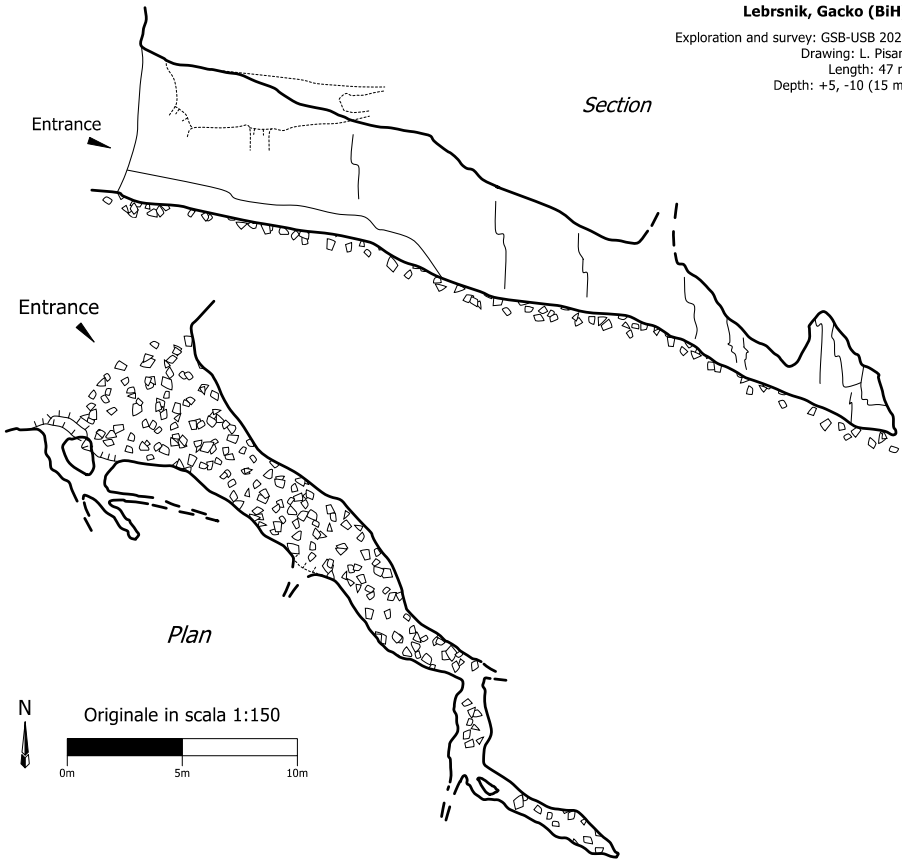 Lebrsnik, Gacko (BiH
Exploration and survey: GSB-USB 202
Drawing: L. Pisar
Length: 47 m
Depth: +5, -10 (15 m
Section
Entrance
Entrance
Plan
N
Originale in scala 1:150
0m 5m 10m